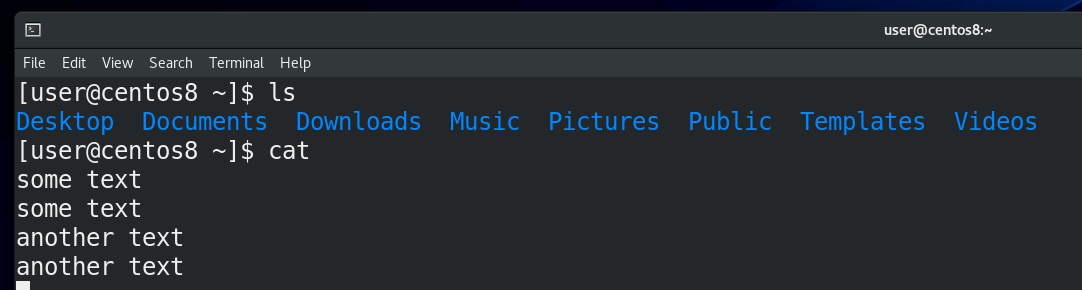 user@centos8:~
File Edit View Search Terminal Help
[user@centos8 ~]$ ls
Desktop  Documents  Downloads  Music  Pictures  Public  Templates  Videos
[user@centos8 ~]$ cat
some text
some text
another text
another text